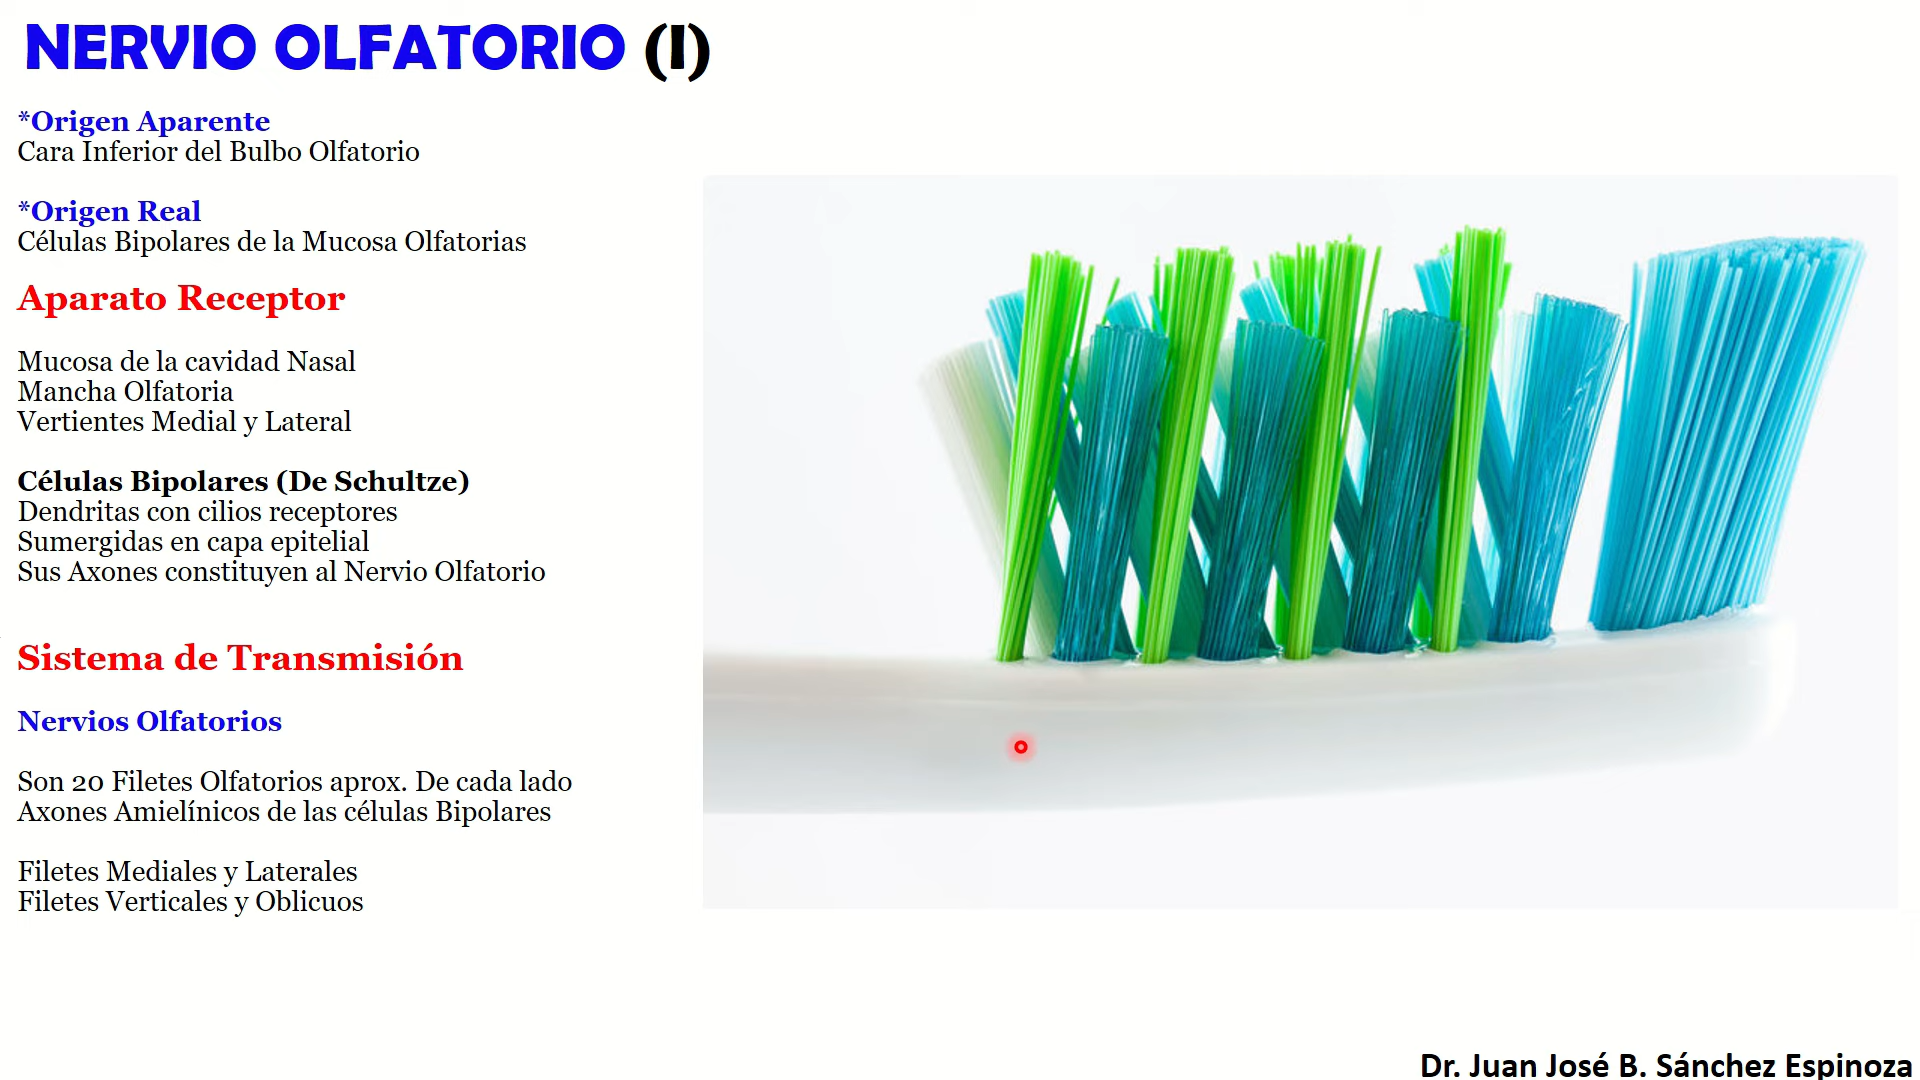 NERVIO OLFATORIO (I)
*Origen Aparente
Cara Inferior del Bulbo Olfatorio
*Origen Real
Células Bipolares de la Mucosa Olfatorias
Aparato Receptor
Mucosa de la cavidad Nasal
Mancha Olfatoria
Vertientes Medial y Lateral
Células Bipolares (De Schultze)
Dendritas con cilios receptores
Sumergidas en capa epitelial
Sus Axones constituyen al Nervio Olfatorio
Sistema de Transmisión
Nervios Olfatorios
Son 20 Filetes Olfatorios aprox. De cada lado
Axones Amielínicos de las células Bipolares
Filetes Mediales y Laterales
Filetes Verticales y Oblicuos
Dr. Juan José B. Sánchez Espinoza